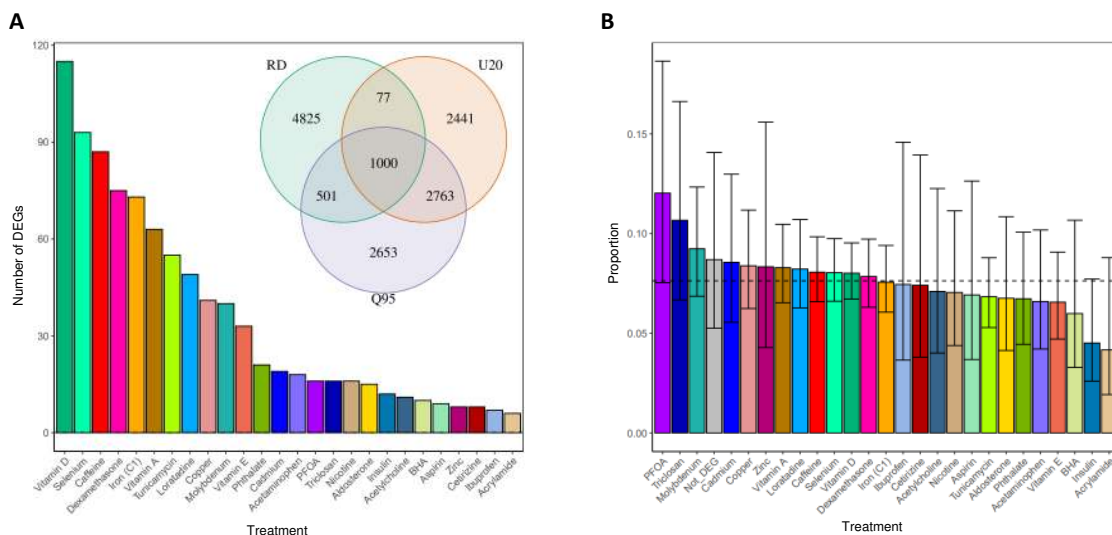 A
120
90
60
30
0
Number of DEGs
RD
U20
77
4825
2441
1000
501
2763
2653
Q95
Vitamin D
Selenium
Caffeine
Dexamethasone
Iron (C1)
Vitamin A
Tunicamycin
Loratadine
Copper
Molybdenum
Vitamin E
Phthalate
Cadmium
Acetaminophen
PFOA
Triclosan
Nicotine
Aldosterone
Insulin
Acetylcholine
BHA
Aspirin
Zinc
Cetirizine
Ibuprofen
Acrylamide
Treatment
B
0.15
0.10
0.05
0.00
Proportion
PFOA
Triclosan
Molybdenum
Not_DEG
Cadmium
Copper
Zinc
Vitamin A
Loratadine
Caffeine
Selenium
Vitamin D
Dexamethasone
Iron (C1)
Ibuprofen
Cetirizine
Acetylcholine
Nicotine
Aspirin
Tunicamycin
Aldosterone
Phthalate
Acetaminophen
Vitamin E
BHA
Insulin
Acrylamide
Treatment